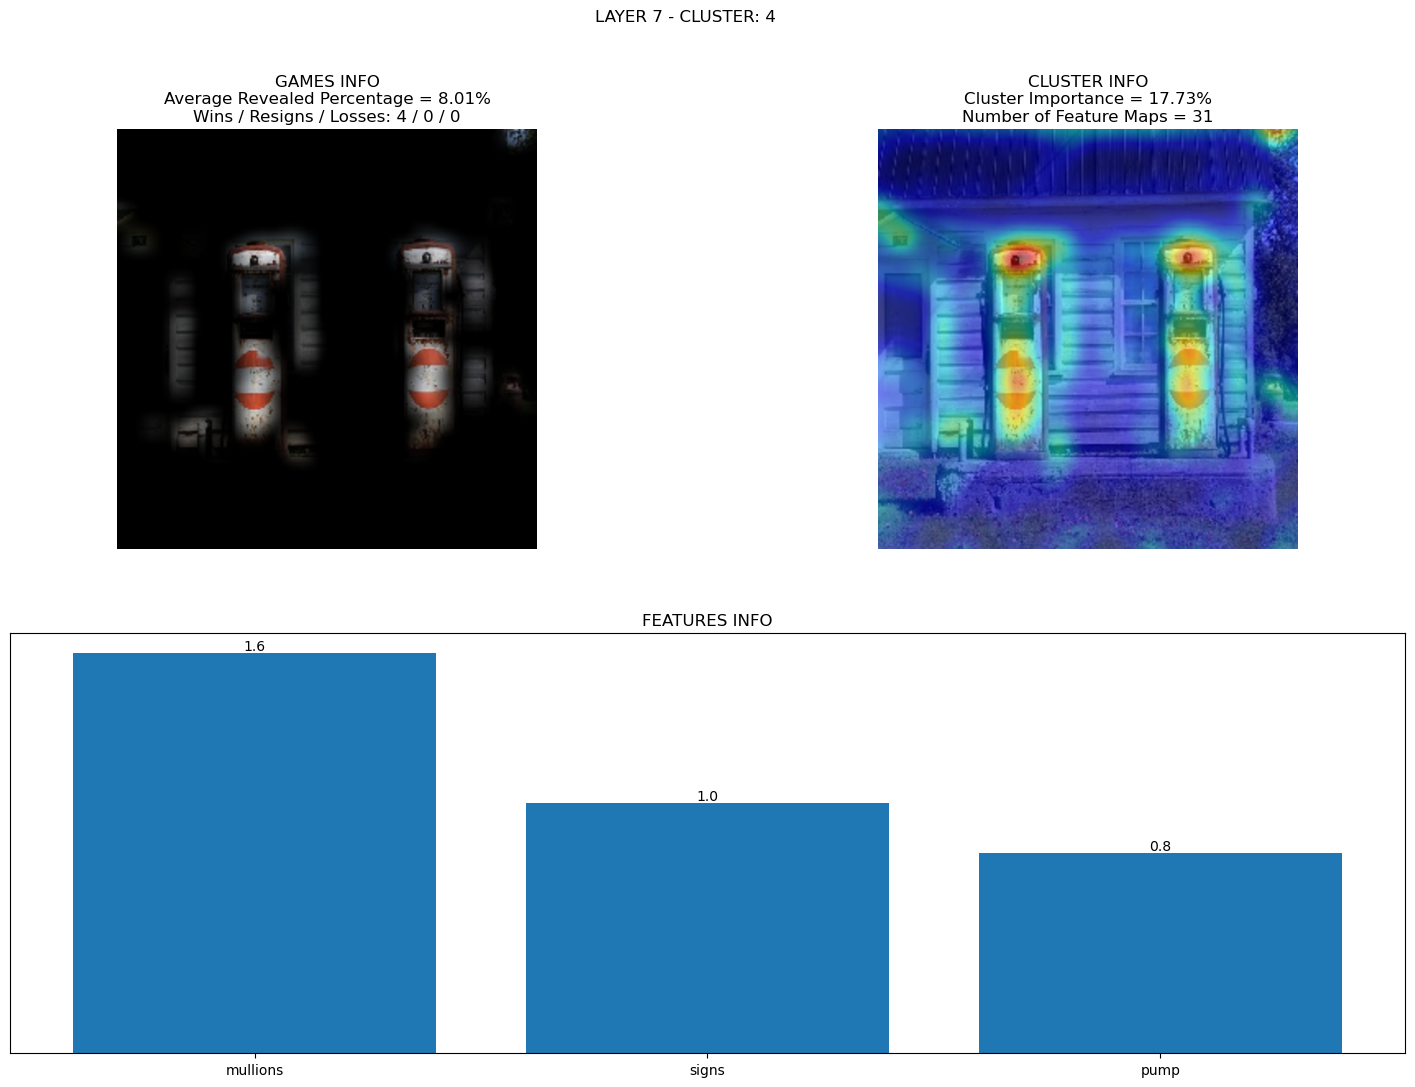 LAYER 7 - CLUSTER: 4
GAMES INFO
Average Revealed Percentage = 8.01%
Wins / Resigns / Losses: 4 / 0 / 0
CLUSTER INFO
Cluster Importance = 17.73%
Number of Feature Maps = 31
FEATURES INFO
1.6
1.0
0.8
mullions
signs
pump